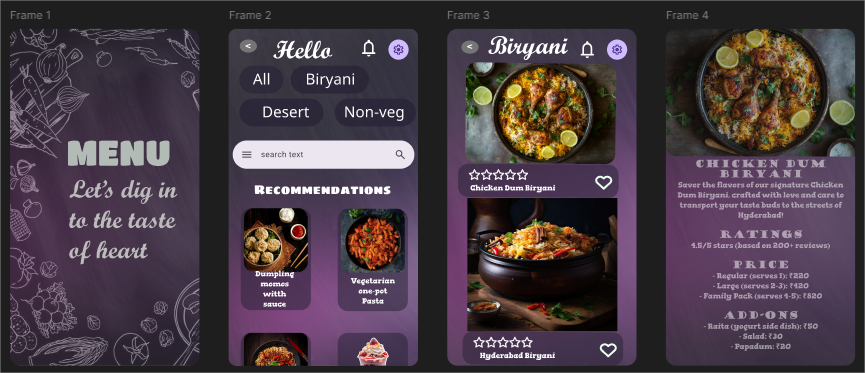 Frame 1
MENU
Let's dig in
to the taste
of heart
Frame 2
<
Hello
All
Biryani
Desert
Non-veg
search text
RECOMMENDATIONS
Dumpling
momos
witth
sauce
Vegetarian
one-pot
Pasta
Frame 3
<
Biryani
Chicken Dum Biryani
Hyderabad Biryani
Frame 4
CHICKEN DUM
BIRYANI
Savor the flavors of our signature Chicken
Dum Biryani, crafted with love and care to
transport your taste buds to the streets of
Hyderabad!
RATINGS
4.5/5 stars (based on 200+ reviews)
PRICE
- Regular (serves 1): ₹220
- Large (serves 2-3): ₹420
- Family Pack (serves 4-5): ₹820
ADD-ONS
- Raita (yogurt side dish): ₹50
- Salad: ₹30
- Papadum: ₹20